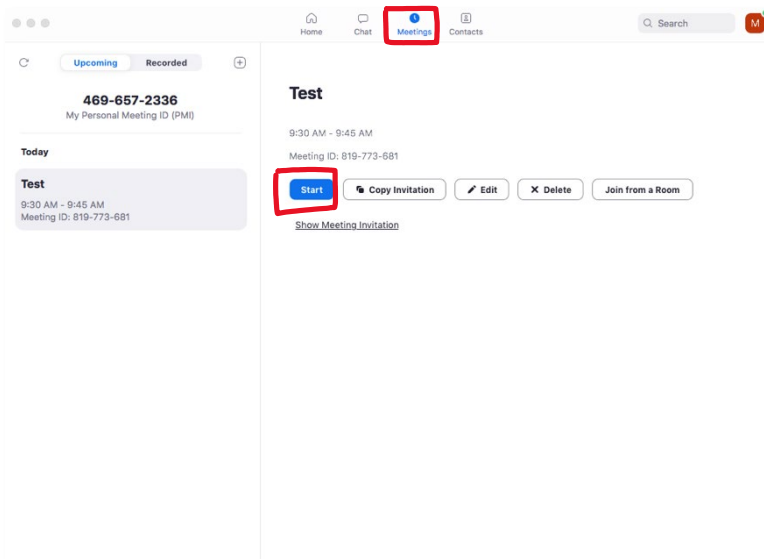 Home Chat Meetings Contacts
Search
M
Upcoming Recorded
469-657-2336
My Personal Meeting ID (PMI)
Today
Test
9:30 AM - 9:45 AM
Meeting ID: 819-773-681
Test
9:30 AM - 9:45 AM
Meeting ID: 819-773-681
Start Copy Invitation Edit Delete Join from a Room
Show Meeting Invitation